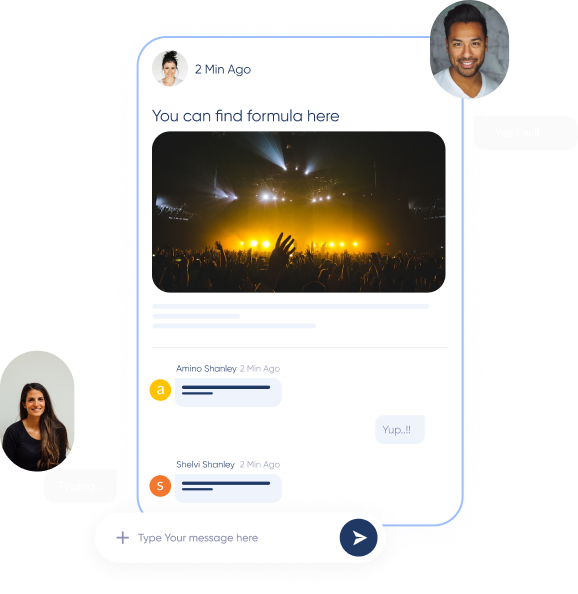 2 Min Ago
You can find formula here
Amino Shanley 2 Min Ago
a
Yup..!!
Shelvi Shanley 2 Min Ago
s
Typing...
Type Your message here